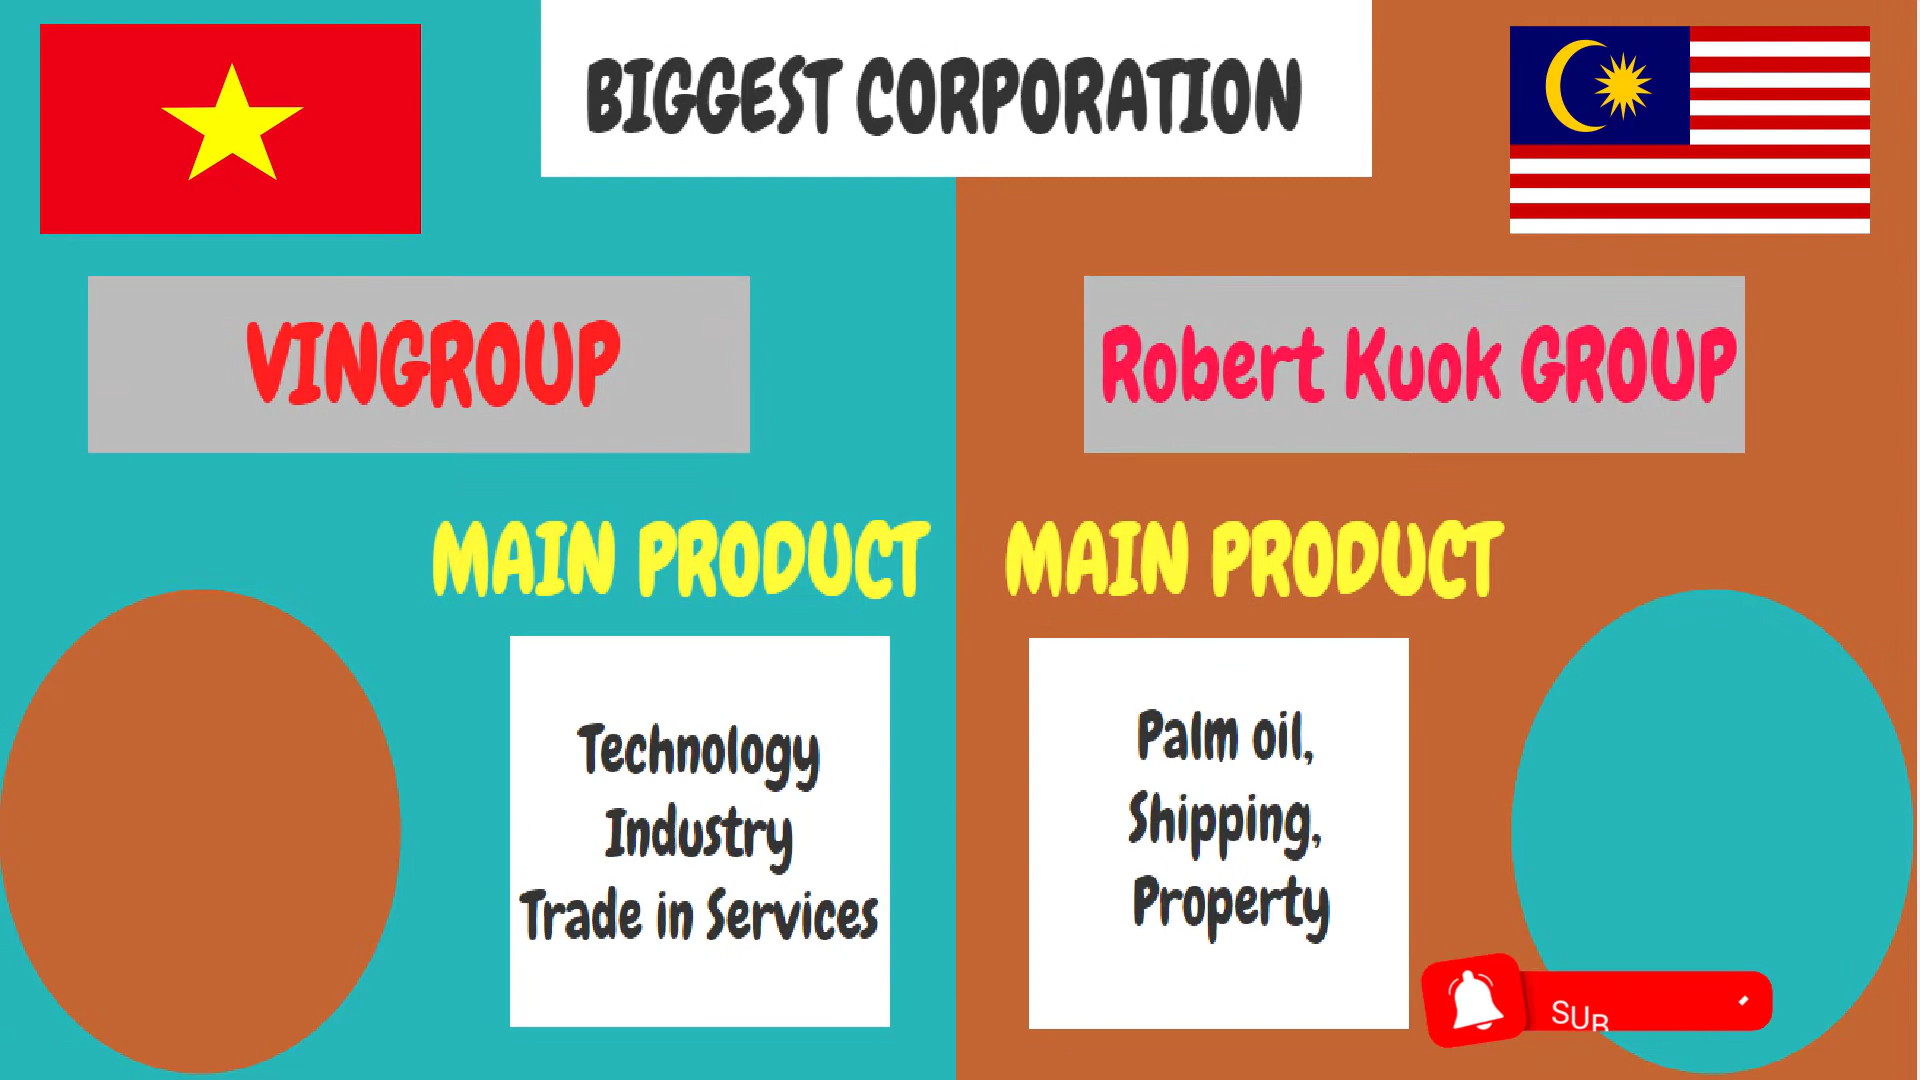 BIGGEST CORPORATION
VINGROUP
Robert Kuok GROUP
MAIN PRODUCT
MAIN PRODUCT
Technology
Industry
Trade in Services
Palm oil,
Shipping,
Property
SUB